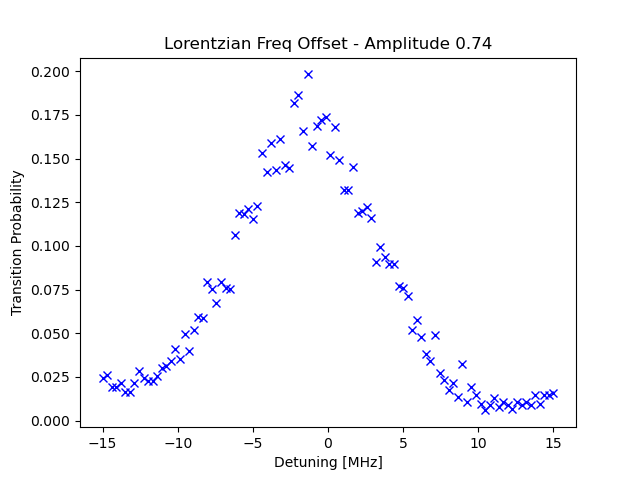 Lorentzian Freq Offset - Amplitude 0.74
Transition Probability
0.200
0.175
0.150
0.125
0.100
0.075
0.050
0.025
0.000
−15 −10 −5 0 5 10 15
Detuning [MHz]